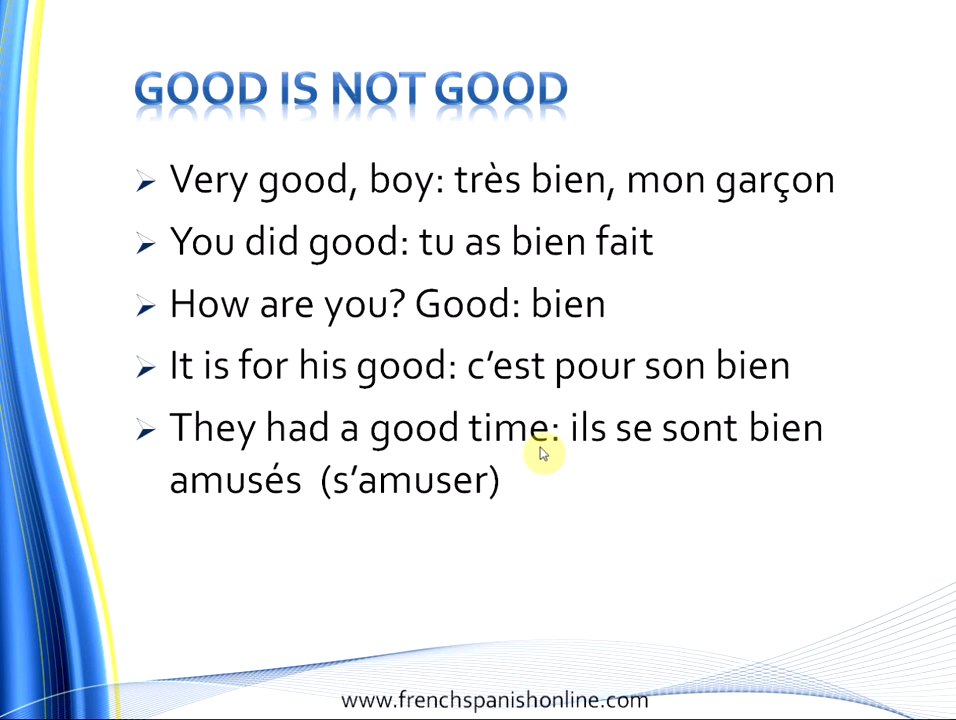 GOOD IS NOT GOOD
Very good, boy: très bien, mon garçon
You did good: tu as bien fait
How are you? Good: bien
It is for his good: c’est pour son bien
They had a good time: ils se sont bien
amusés (s’amuser)
www.frenchspanishonline.com